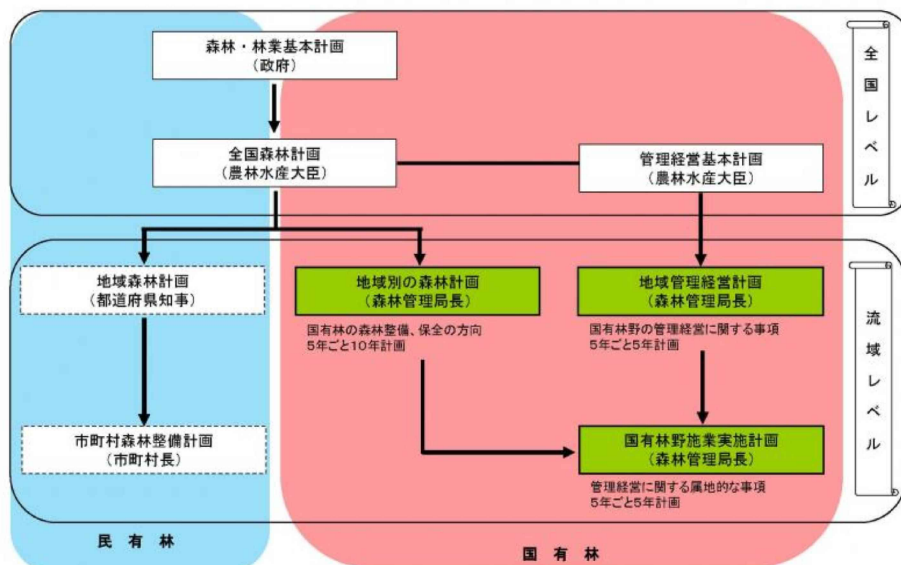 森林・林業基本計画
（政府）
全国森林計画
（農林水産大臣）
管理経営基本計画
（農林水産大臣）
全国レベル
地域森林計画
（都道府県知事）
地域別の森林計画
（森林管理局長）
国有林の森林整備、保全の方向
5年ごと10年計画
地域管理経営計画
（森林管理局長）
国有林野の管理経営に関する事項
5年ごと5年計画
市町村森林整備計画
（市町村長）
国有林野施業実施計画
（森林管理局長）
管理経営に関する属地的な事項
5年ごと5年計画
流域レベル
民有林
国有林